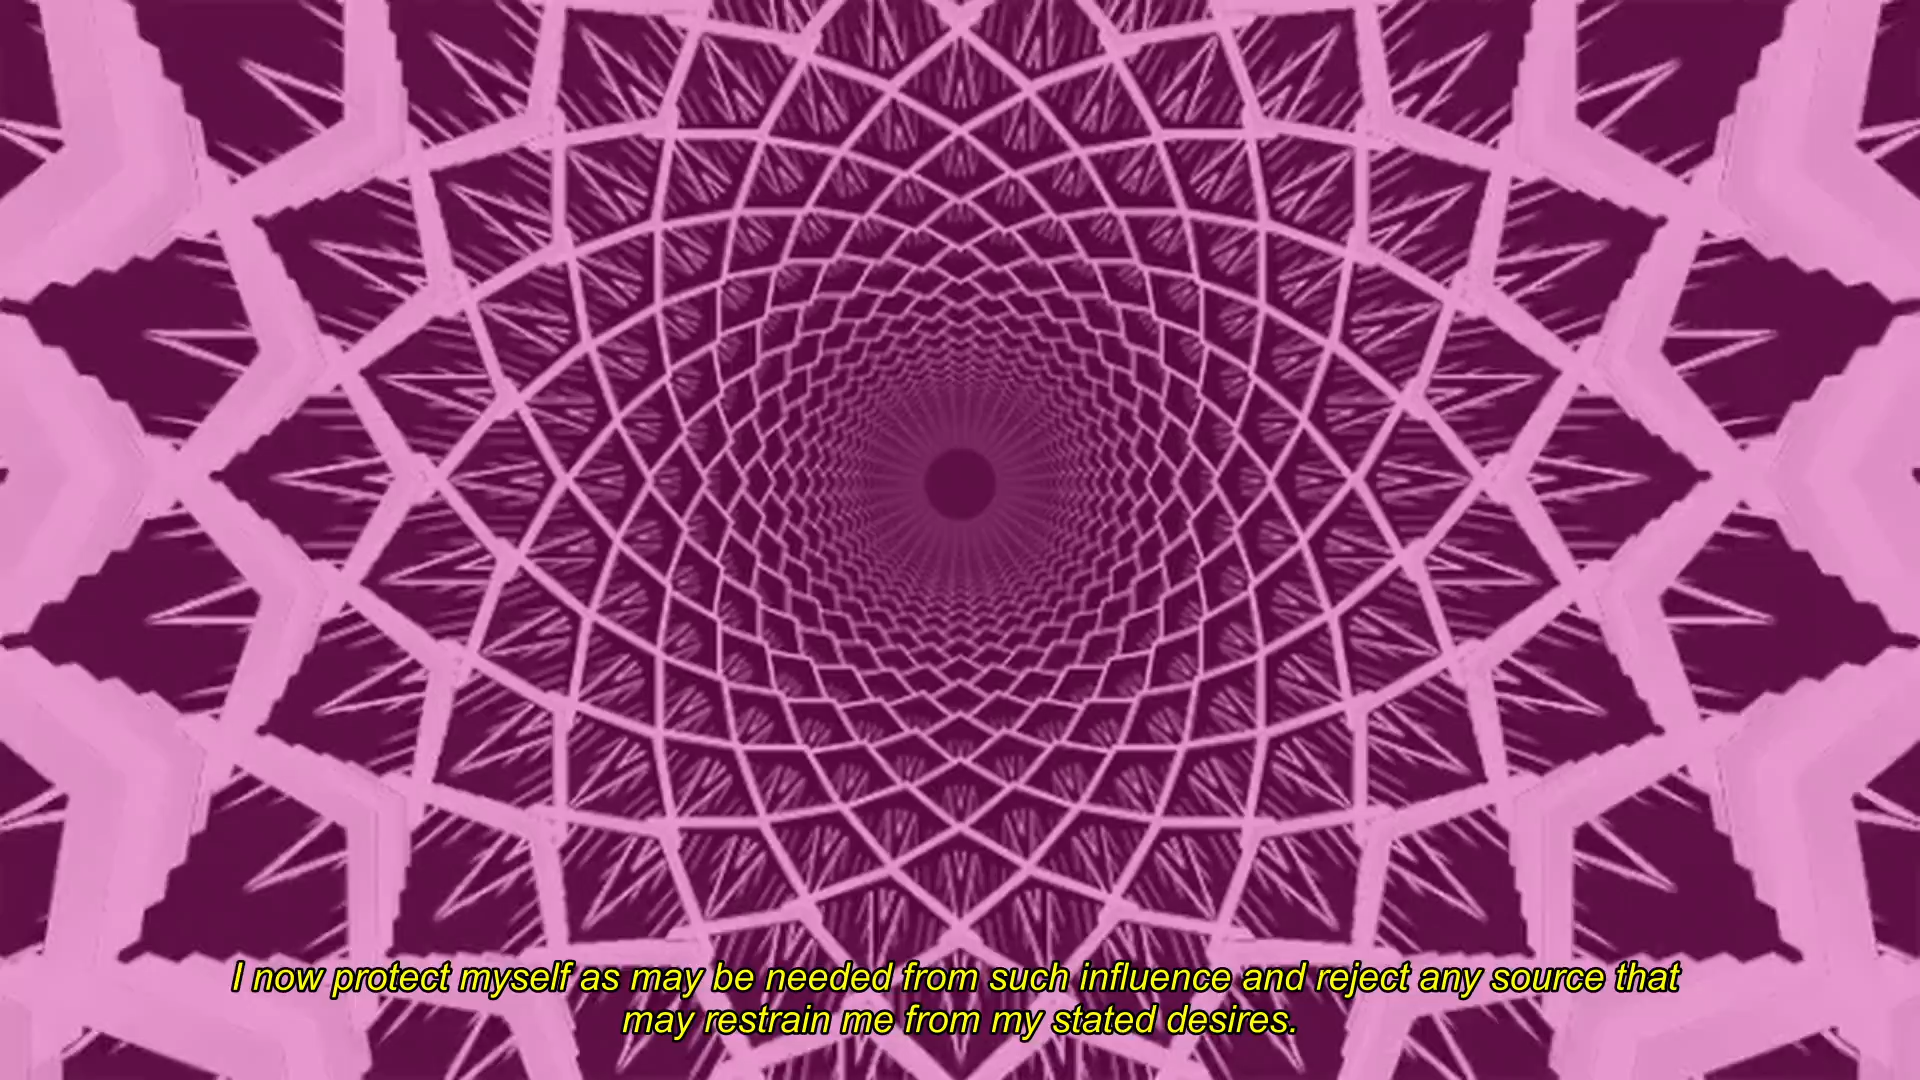 I now protect myself as may be needed from such influence and reject any source that
may restrain me from my stated desires.